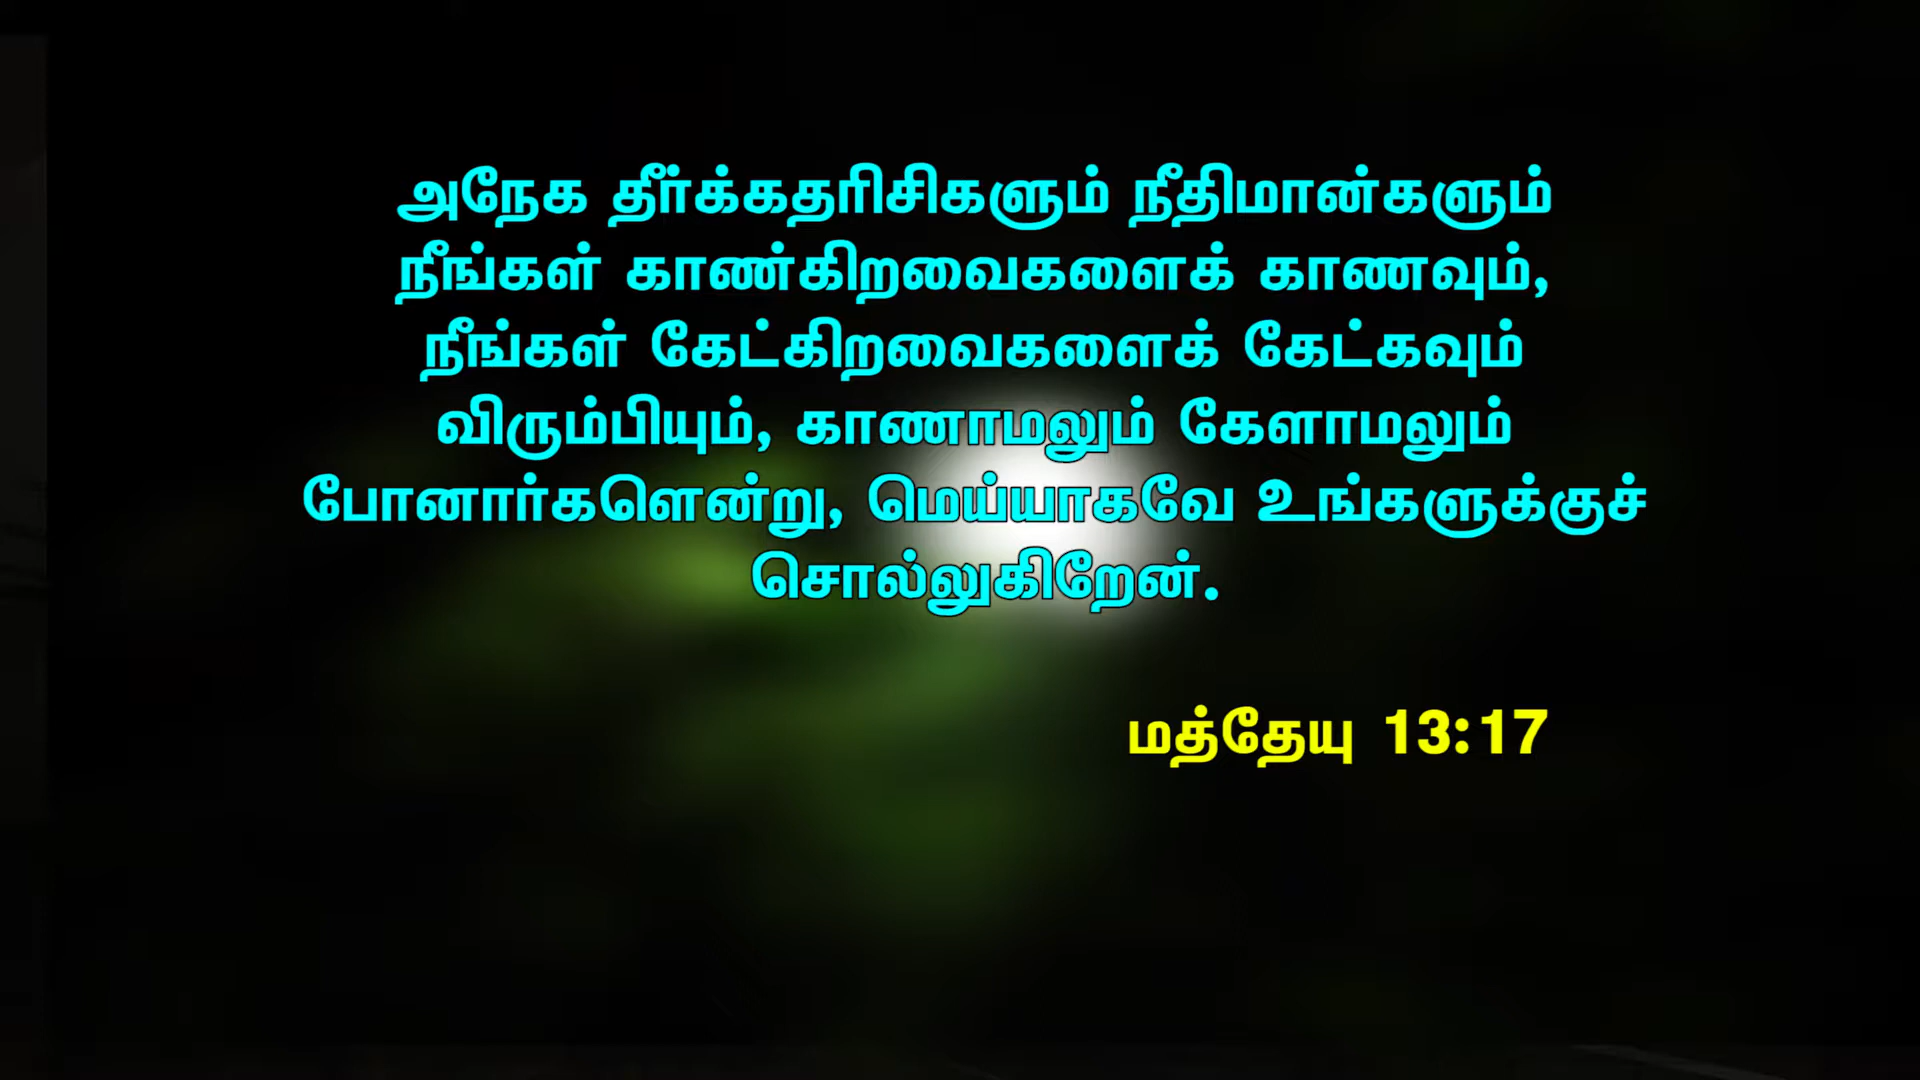 அநேக தீர்க்கதரிசிகளும் நீதிமான்களும்
நீங்கள் காண்கிறவைகளைக் காணவும்,
நீங்கள் கேட்கிறவைகளைக் கேட்கவும்
விரும்பியும், காணாமலும் கேளாமலும்
போனார்களென்று, மெய்யாகவே உங்களுக்குச்
சொல்லுகிறேன்.
மத்தேயு 13:17